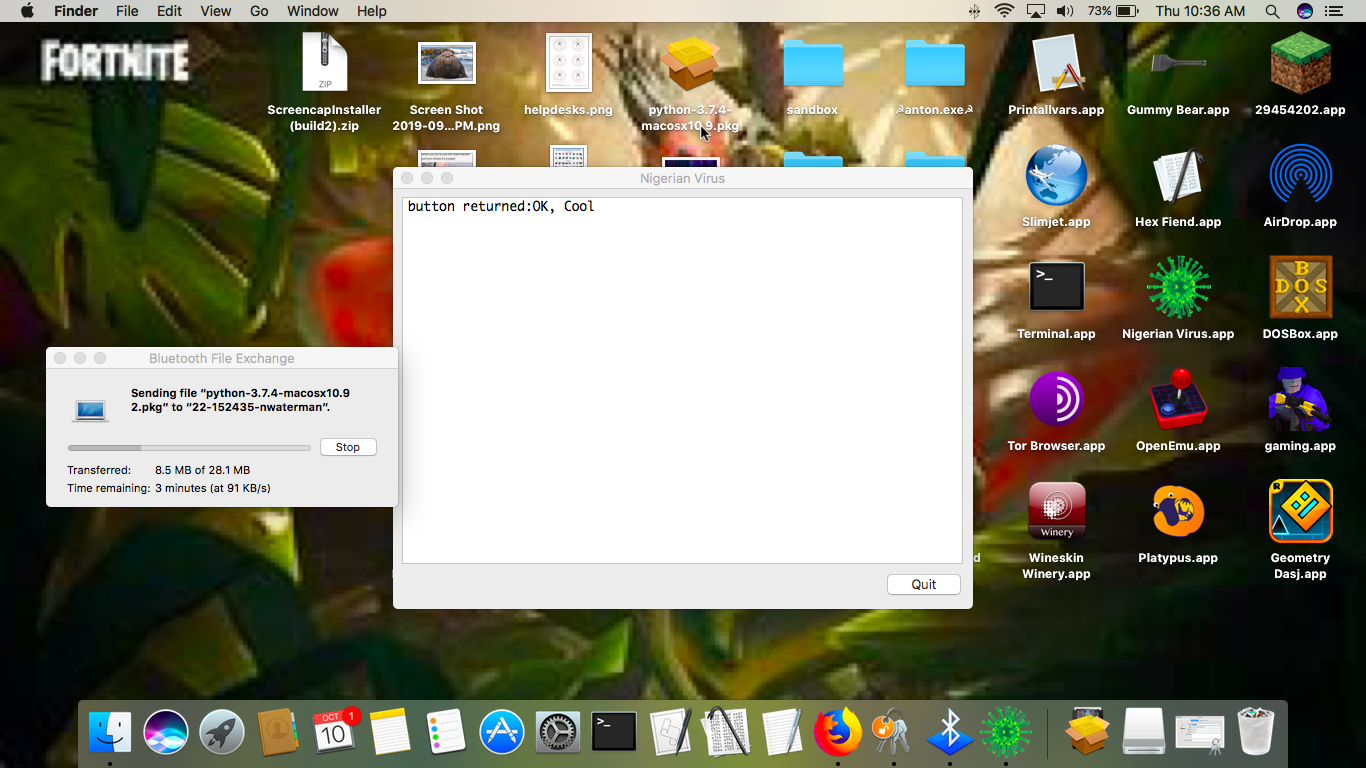 Finder File Edit View Go Window Help
73% Thu 10:36 AM
FORTNITE
ZIP
ScreencapInstaller
(build2).zip
Screen Shot
2019-09...PM.png
helpdesks.png
python-3.7.4-
macosx10.9.pkg
sandbox
☭anton.exe☭
Printallvars.app
Gummy Bear.app
29454202.app
Nigerian Virus
button returned:OK, Cool
Quit
Slimjet.app
Hex Fiend.app
AirDrop.app
>_
Terminal.app
Nigerian Virus.app
BOX
DOS
DOSBox.app
Bluetooth File Exchange
Sending file “python-3.7.4-macosx10.9
2.pkg” to “22-152435-nwaterman”.
Stop
Transferred: 8.5 MB of 28.1 MB
Time remaining: 3 minutes (at 91 KB/s)
Tor Browser.app
OpenEmu.app
gaming.app
Winery
Wineskin
Winery.app
Platypus.app
R
Geometry
Dasj.app
d
OCT 1
10
>_